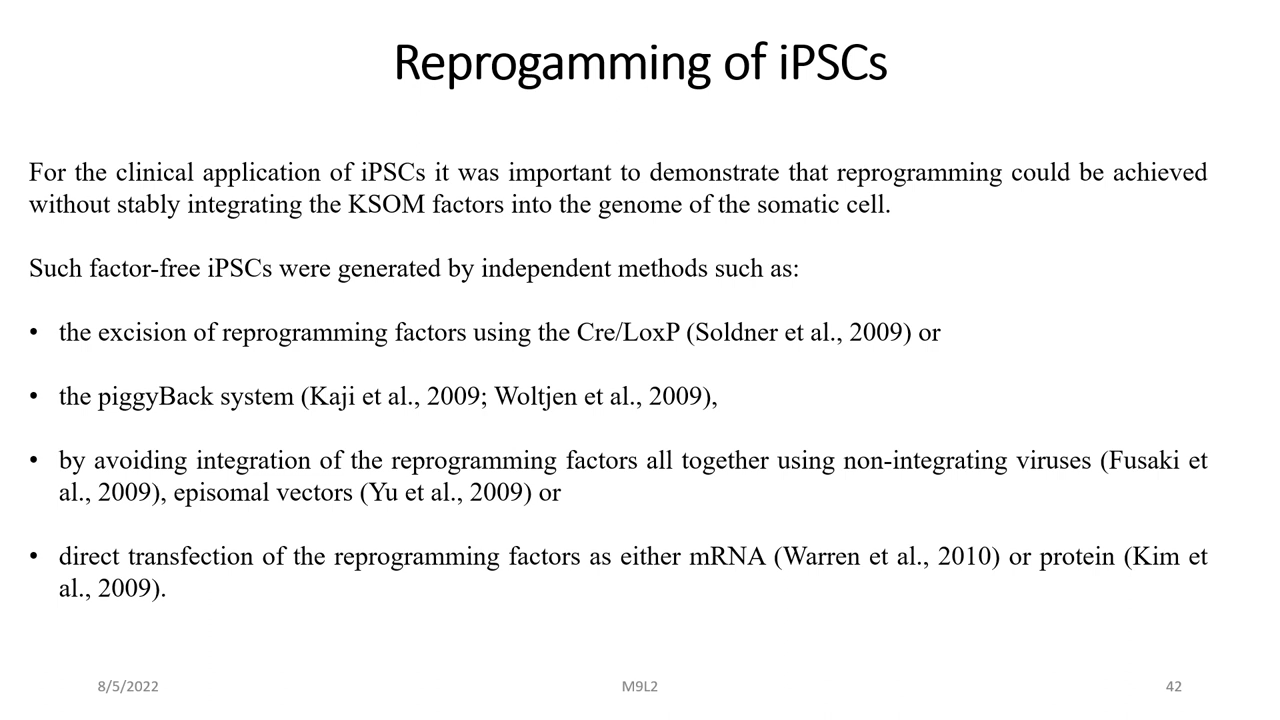 Reprogamming of iPSCs
For the clinical application of iPSCs it was important to demonstrate that reprogramming could be achieved
without stably integrating the KSOM factors into the genome of the somatic cell.
Such factor-free iPSCs were generated by independent methods such as:
• the excision of reprogramming factors using the Cre/LoxP (Soldner et al., 2009) or
• the piggyBack system (Kaji et al., 2009; Woltjen et al., 2009),
• by avoiding integration of the reprogramming factors all together using non-integrating viruses (Fusaki et
al., 2009), episomal vectors (Yu et al., 2009) or
• direct transfection of the reprogramming factors as either mRNA (Warren et al., 2010) or protein (Kim et
al., 2009).
8/5/2022 M9L2 42